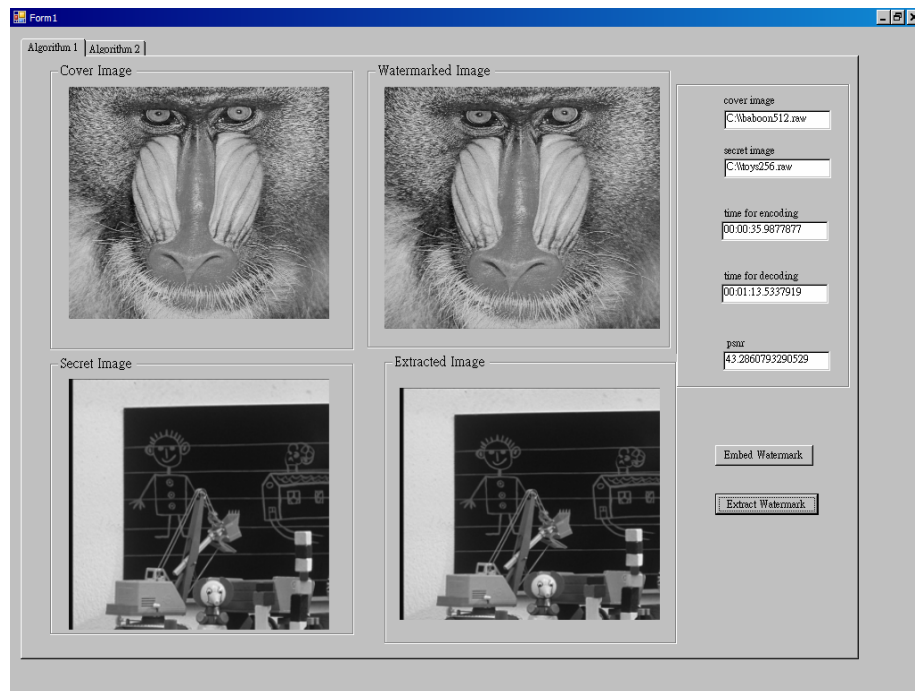 Form1
Algorithm 1
Algorithm 2
Cover Image
Watermarked Image
cover image
C:\\baboon512.raw
secret image
C:\\toys256.raw
time for encoding
00:00:35.9877877
time for decoding
00:01:13.5337919
psnr
43.2860793290529
Secret Image
Extracted Image
Embed Watermark
Extract Watermark